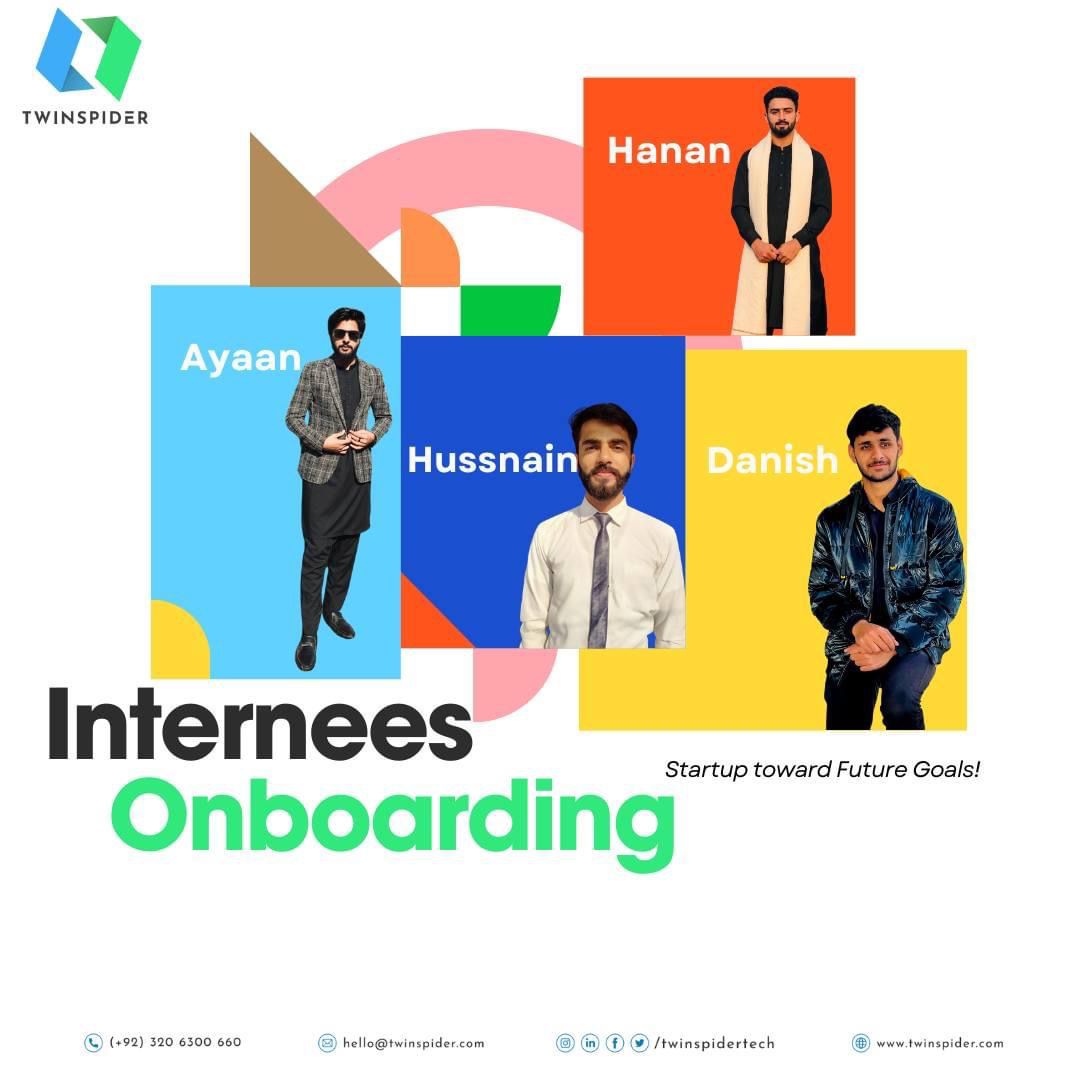 TWINSPIDER
Hanan
Ayaan
Hussnain
Danish
Internees
Onboarding
Startup toward Future Goals!
(+92) 320 6300 660
hello@twinspider.com
/twinspidertech
www.twinspider.com